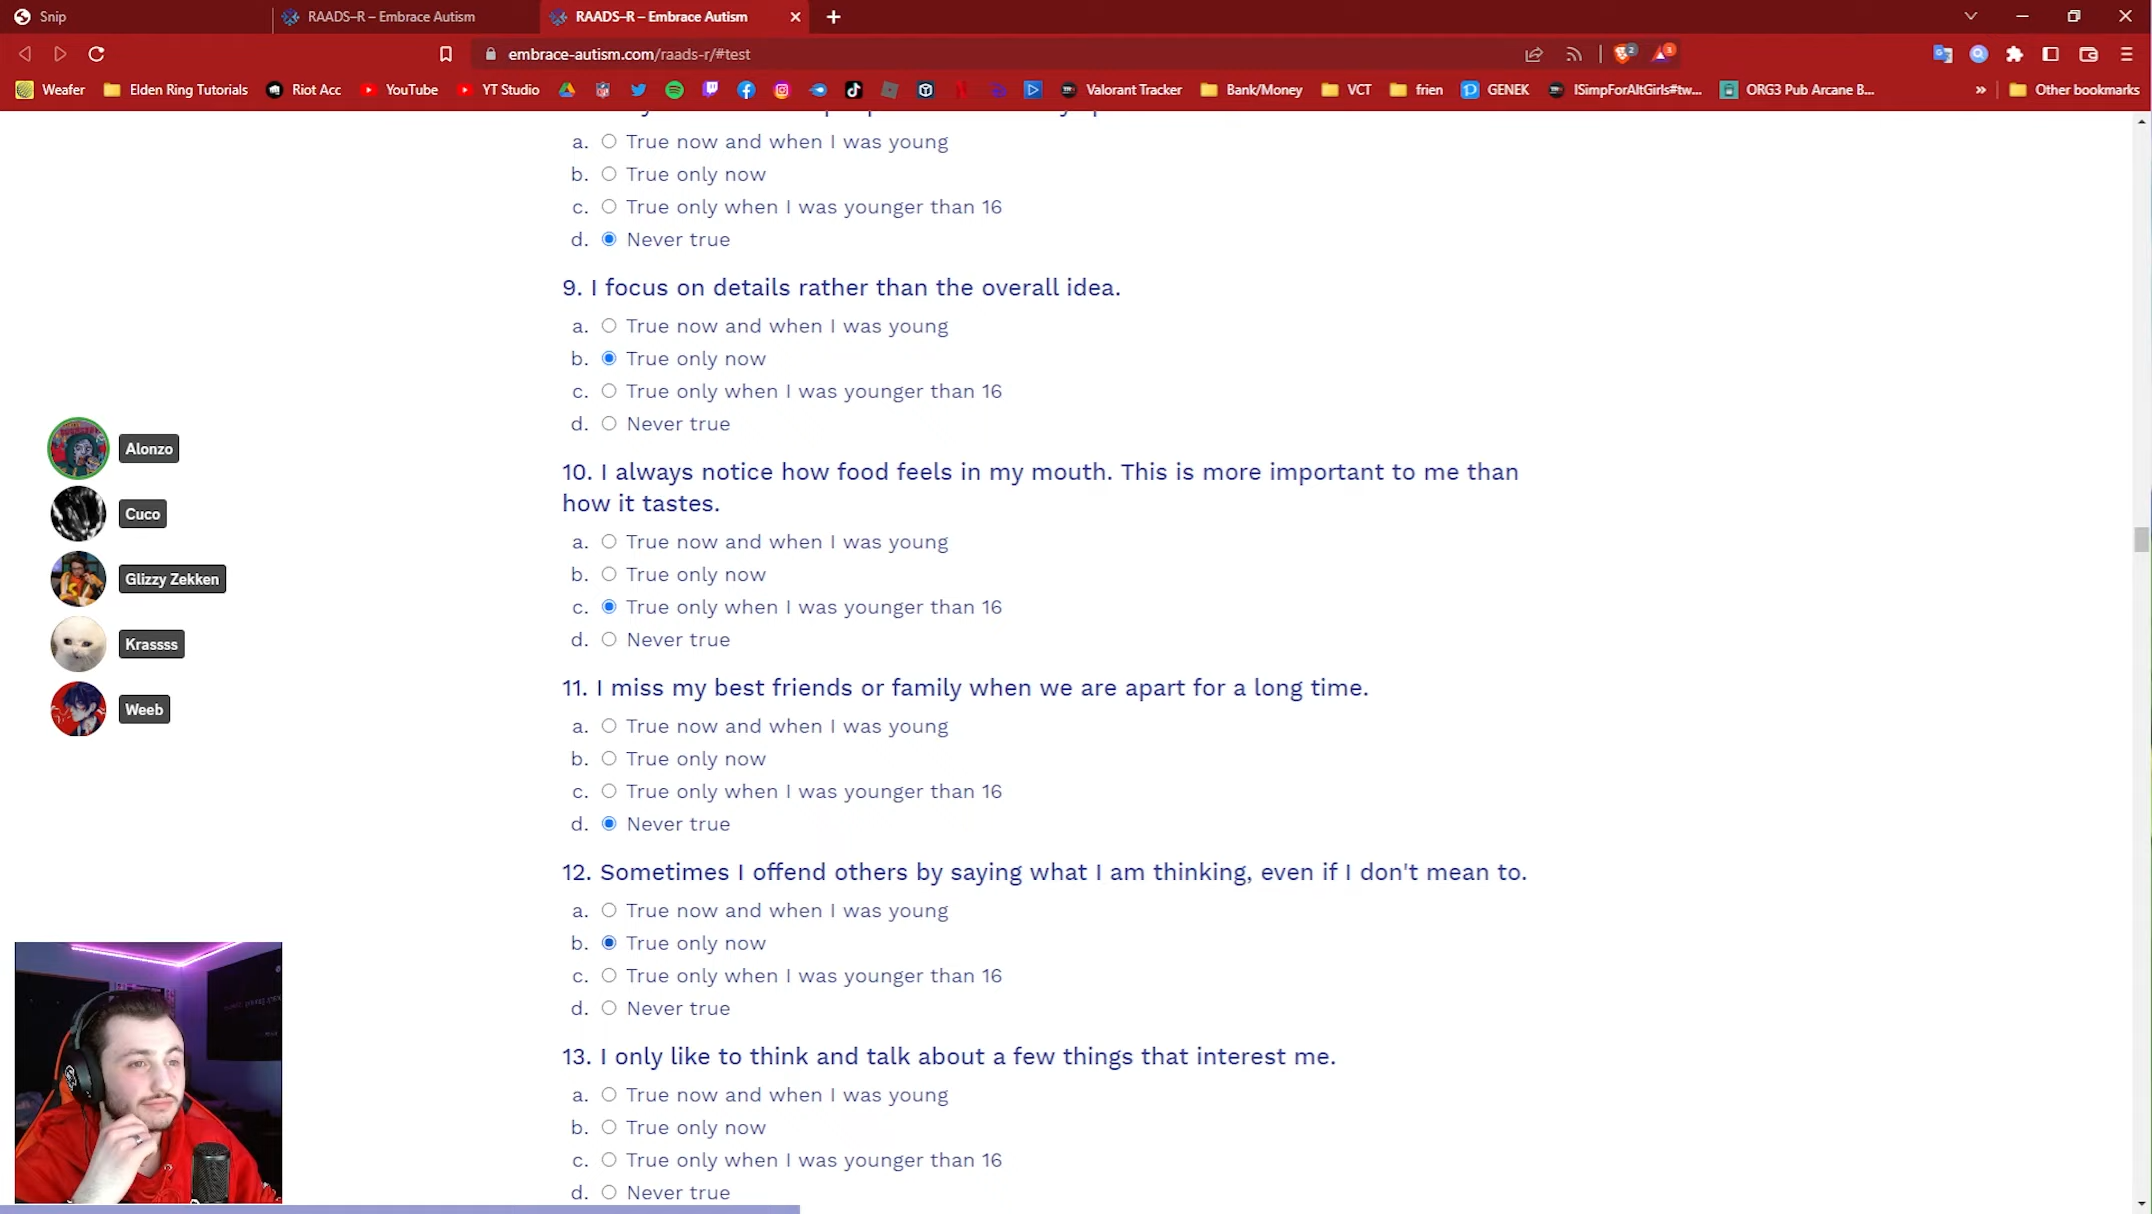 Snip
RAADS–R – Embrace Autism
RAADS–R – Embrace Autism
embrace-autism.com/raads-r/#test
2
3
Weafer
Elden Ring Tutorials
Riot Acc
YouTube
YT Studio
Valorant Tracker
Bank/Money
VCT
frien
GENEK
ISimpForAltGirls#tw...
ORG3 Pub Arcane B...
»
Other bookmarks
a. True now and when I was young
b. True only now
c. True only when I was younger than 16
d. Never true
9. I focus on details rather than the overall idea.
a. True now and when I was young
b. True only now
c. True only when I was younger than 16
d. Never true
10. I always notice how food feels in my mouth. This is more important to me than
how it tastes.
a. True now and when I was young
b. True only now
c. True only when I was younger than 16
d. Never true
11. I miss my best friends or family when we are apart for a long time.
a. True now and when I was young
b. True only now
c. True only when I was younger than 16
d. Never true
12. Sometimes I offend others by saying what I am thinking, even if I don't mean to.
a. True now and when I was young
b. True only now
c. True only when I was younger than 16
d. Never true
13. I only like to think and talk about a few things that interest me.
a. True now and when I was young
b. True only now
c. True only when I was younger than 16
d. Never true
Alonzo
Cuco
Glizzy Zekken
Krassss
Weeb